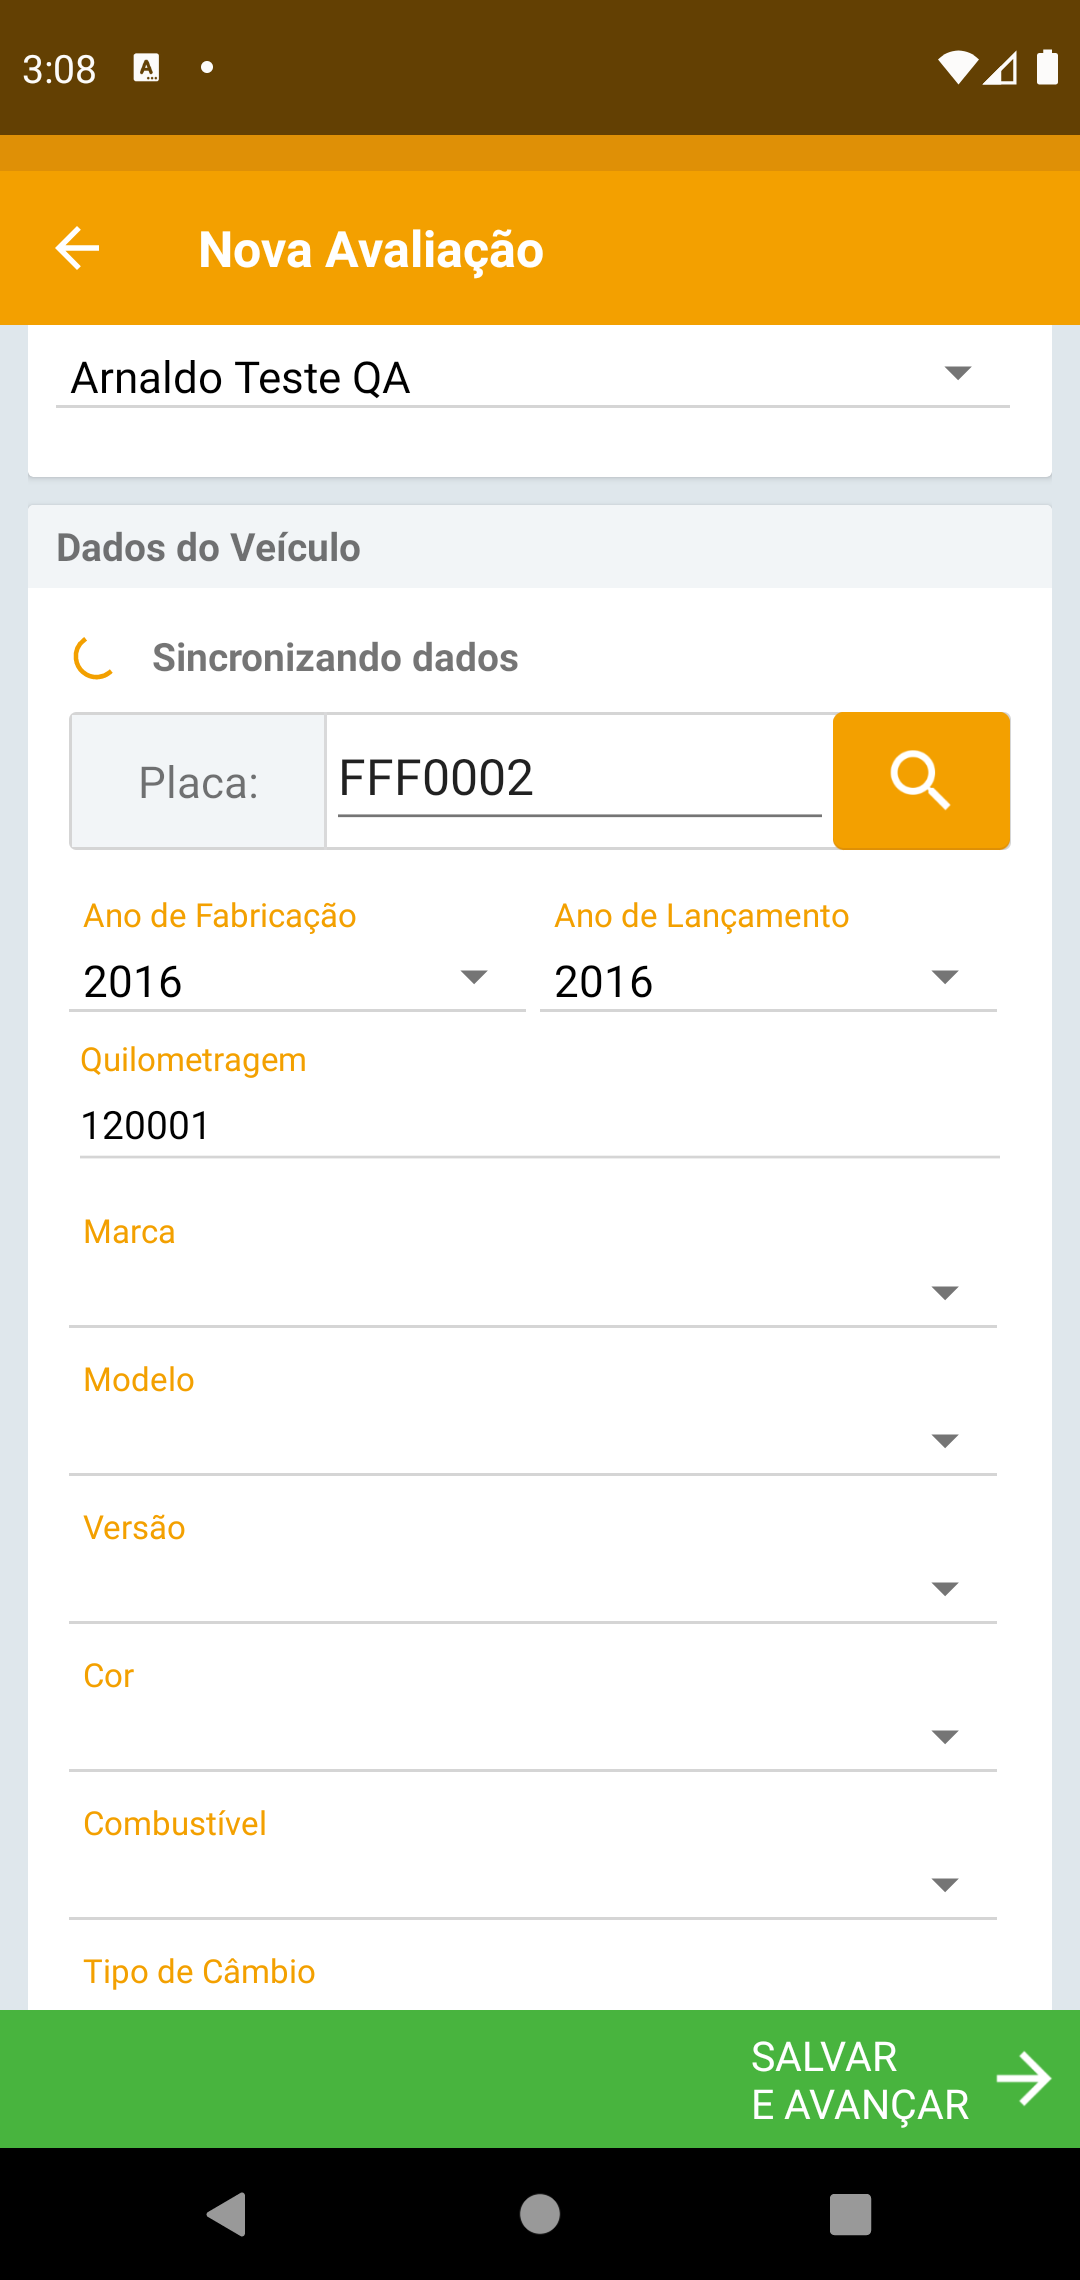 3:08
Nova Avaliação
Arnaldo Teste QA
Dados do Veículo
Sincronizando dados
Placa: FFF0002
Ano de Fabricação Ano de Lançamento
2016 2016
Quilometragem
120001
Marca
Modelo
Versão
Cor
Combustível
Tipo de Câmbio
SALVAR
E AVANÇAR